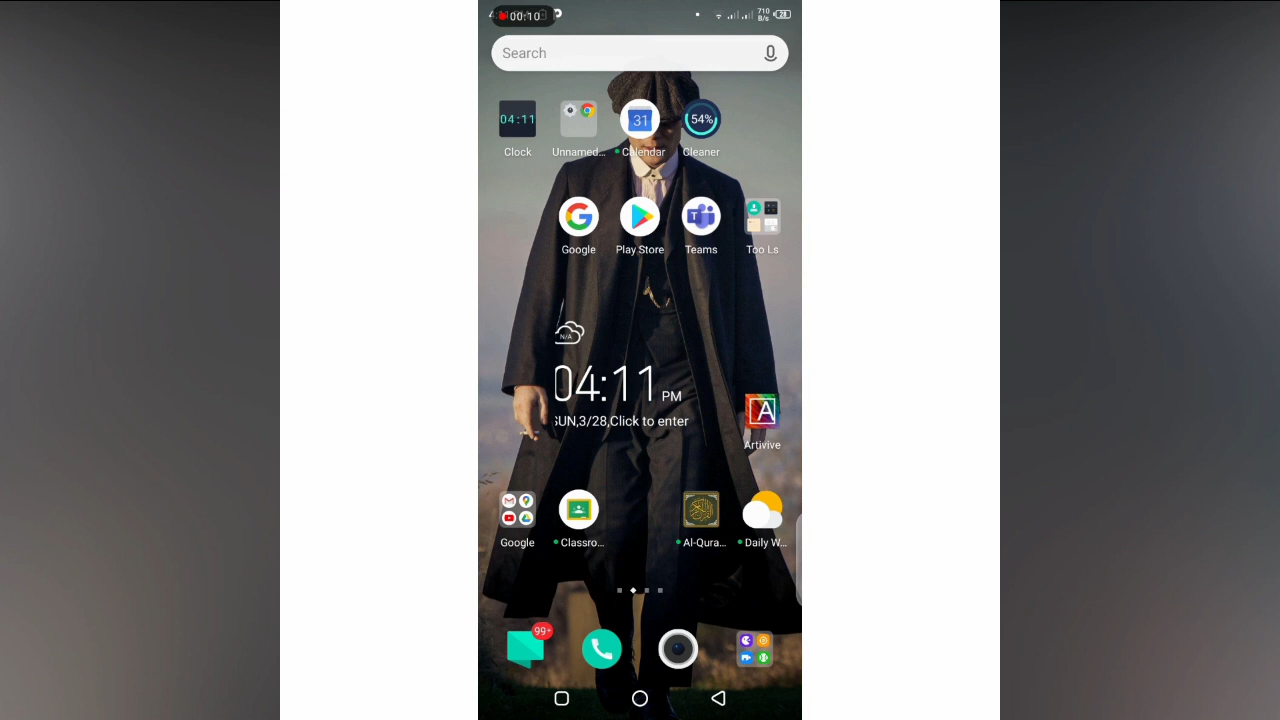 00:10
710
B/s
28
Search
04:11
31
54%
Clock
Unnamed...
Calendar
Cleaner
Google
Play Store
Teams
Too Ls
N/A
04:11 PM
SUN,3/28,Click to enter
A
Artivive
Google
Classro...
Al-Qura...
Daily W...
99+